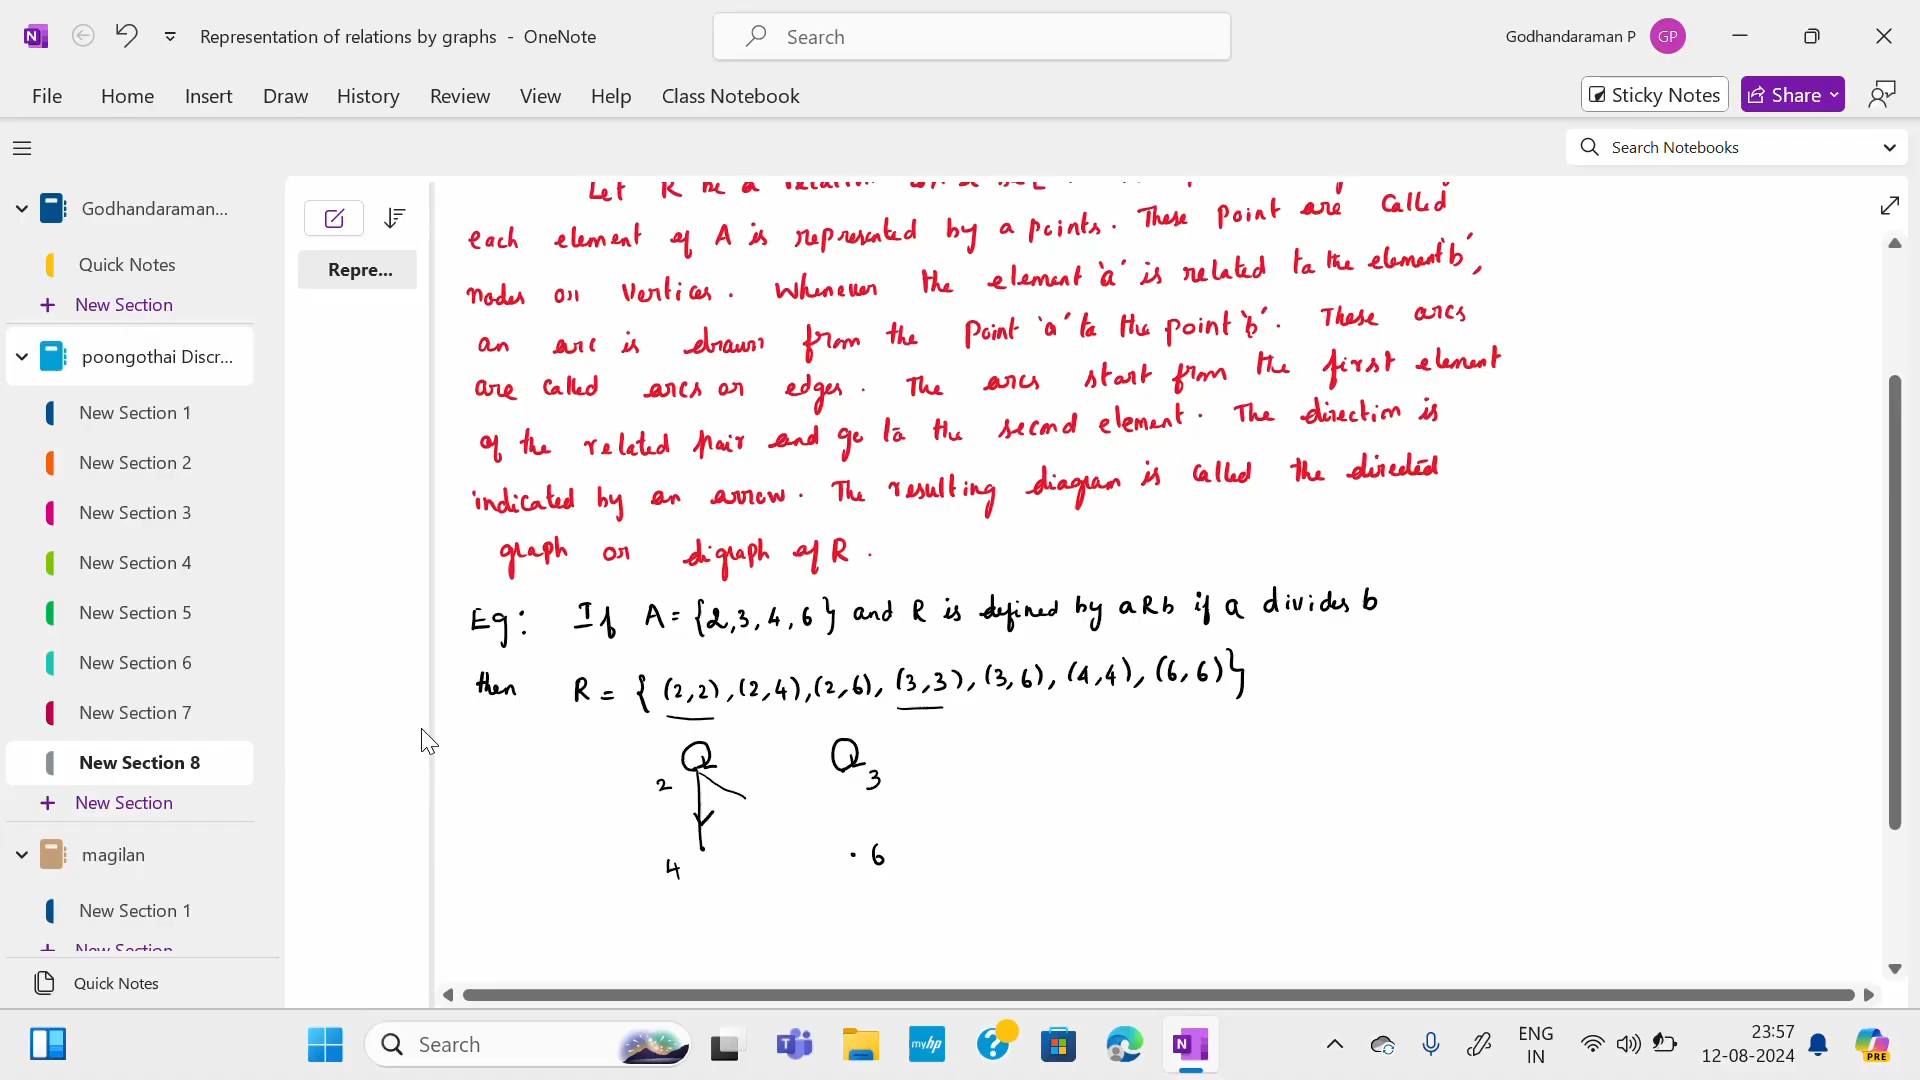 Representation of relations by graphs - OneNote
Search
Godhandaraman P
GP
File Home Insert Draw History Review View Help Class Notebook
Sticky Notes
Share
Search Notebooks
Godhandaraman...
Quick Notes
New Section
poongothai Discr...
New Section 1
New Section 2
New Section 3
New Section 4
New Section 5
New Section 6
New Section 7
New Section 8
New Section
magilan
New Section 1
New Section
Quick Notes
Repre...
Let R be a relation
each element of A is represented by a points. These point are called
nodes or vertices. Whenever the element 'a' is related to the element 'b',
an arc is drawn from the point 'a' to the point 'b'. These arcs
are called arcs or edges. The arcs start from the first element
of the related pair and go to the second element. The direction is
indicated by an arrow. The resulting diagram is called the directed
graph or digraph of R.
Eg: If A = {2,3,4,6} and R is defined by aRb if a divides b
then R = { (2,2),(2,4),(2,6),(3,3),(3,6),(4,4),(6,6)}
2 3
4 6
Search
myhp
ENG
IN
23:57
12-08-2024
PRE